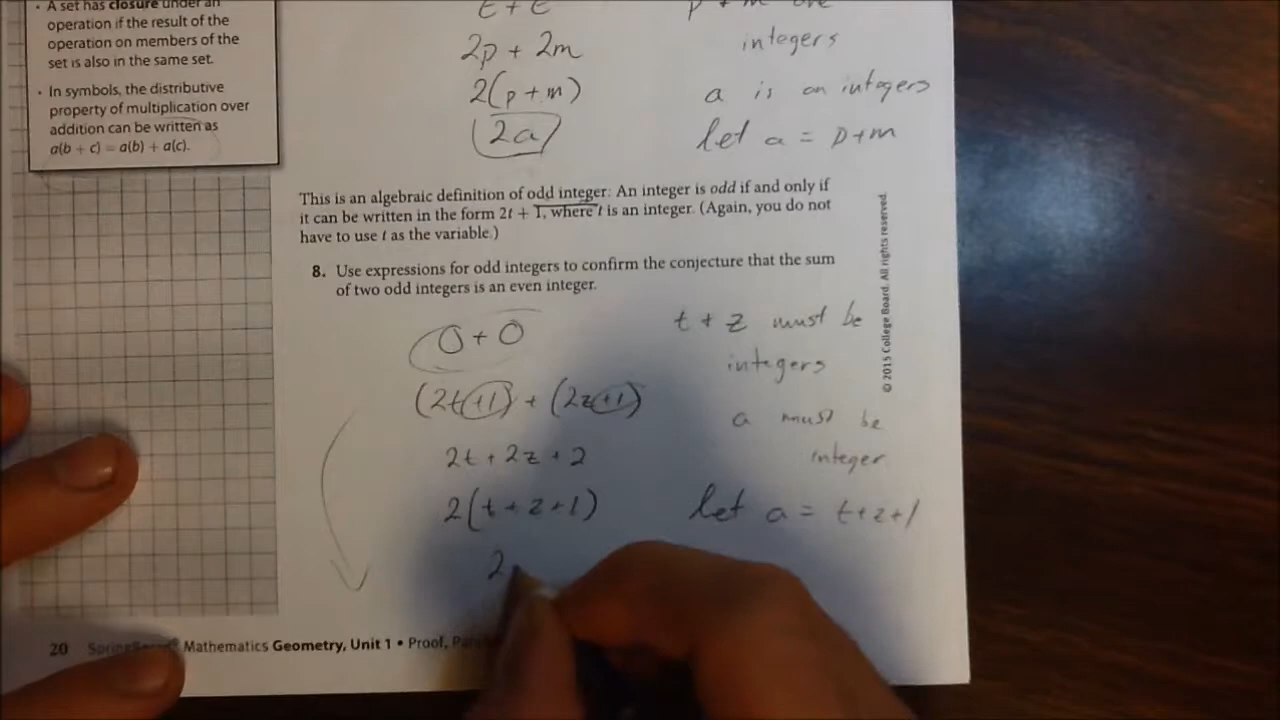 • A set has closure under an
operation if the result of the
operation on members of the
set is also in the same set.
• In symbols, the distributive
property of multiplication over
addition can be written as
a(b + c) = a(b) + a(c).
E + E
2p + 2m
2(p + m)
2a
integers
a is an integers
let a = p+m
This is an algebraic definition of odd integer: An integer is odd if and only if
it can be written in the form 2t + 1, where t is an integer. (Again, you do not
have to use t as the variable.)
8. Use expressions for odd integers to confirm the conjecture that the sum
of two odd integers is an even integer.
O + O
(2t+1) + (2z+1)
2t + 2z + 2
2(t + z + 1)
2
t + z must be
integers
a must be
integer
let a = t+z+1
© 2015 College Board. All rights reserved.
20 Mathematics Geometry, Unit 1 • Proof,